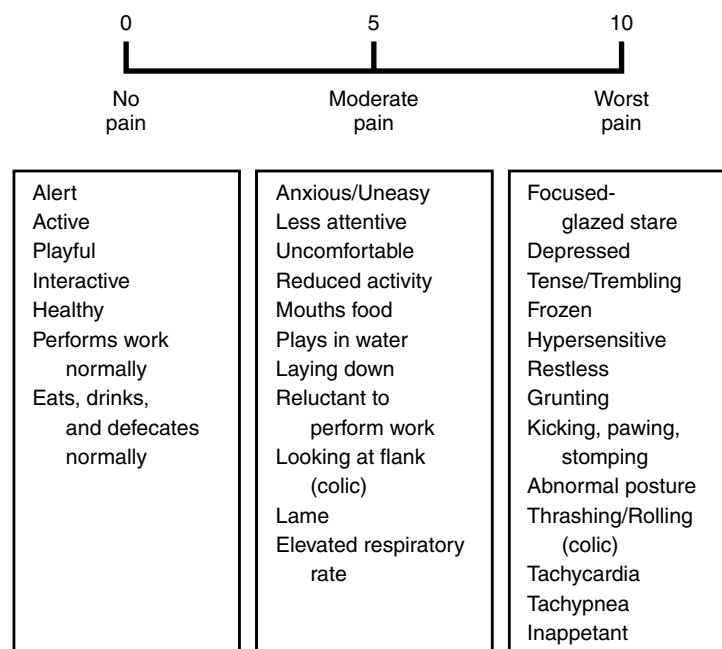 0 5 10
No pain
Moderate pain
Worst pain
Alert
Active
Playful
Interactive
Healthy
Performs work
normally
Eats, drinks,
and defecates
normally
Anxious/Uneasy
Less attentive
Uncomfortable
Reduced activity
Mouths food
Plays in water
Laying down
Reluctant to
perform work
Looking at flank
(colic)
Lame
Elevated respiratory
rate
Focused-
glazed stare
Depressed
Tense/Trembling
Frozen
Hypersensitive
Restless
Grunting
Kicking, pawing,
stomping
Abnormal posture
Thrashing/Rolling
(colic)
Tachycardia
Tachypnea
Inappetant